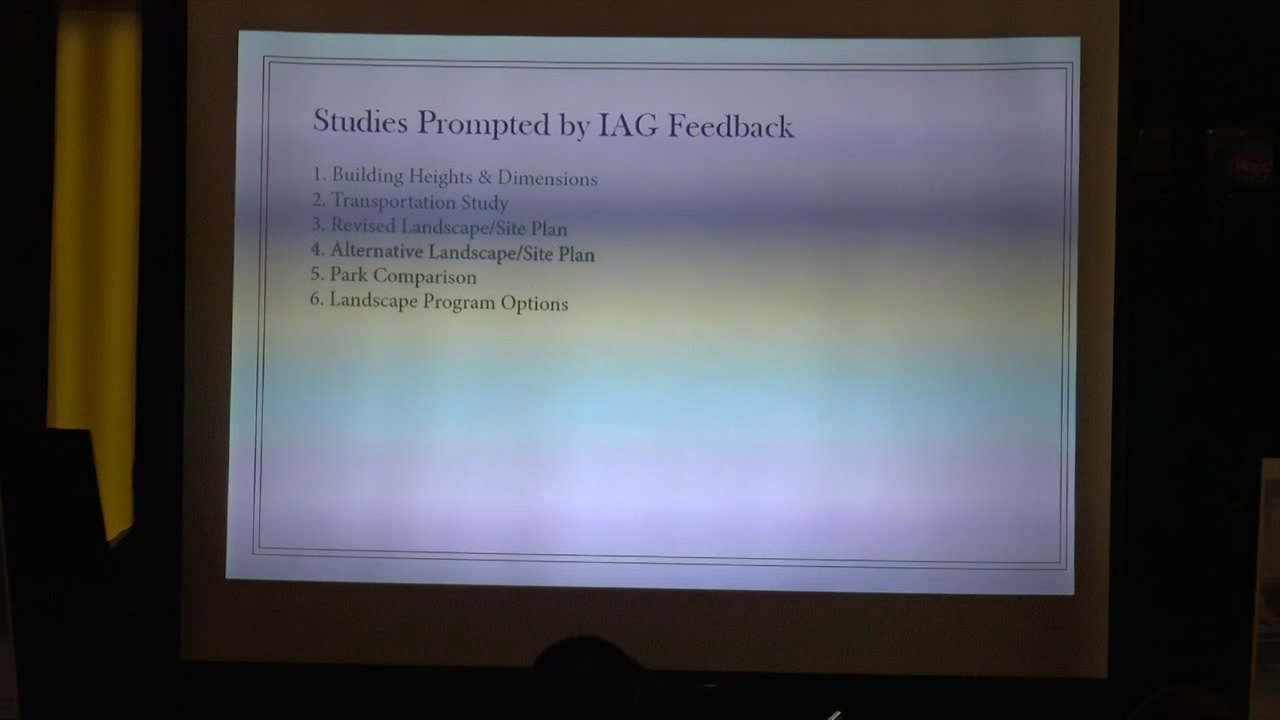 Studies Prompted by IAG Feedback
1. Building Heights & Dimensions
2. Transportation Study
3. Revised Landscape/Site Plan
4. Alternative Landscape/Site Plan
5. Park Comparison
6. Landscape Program Options